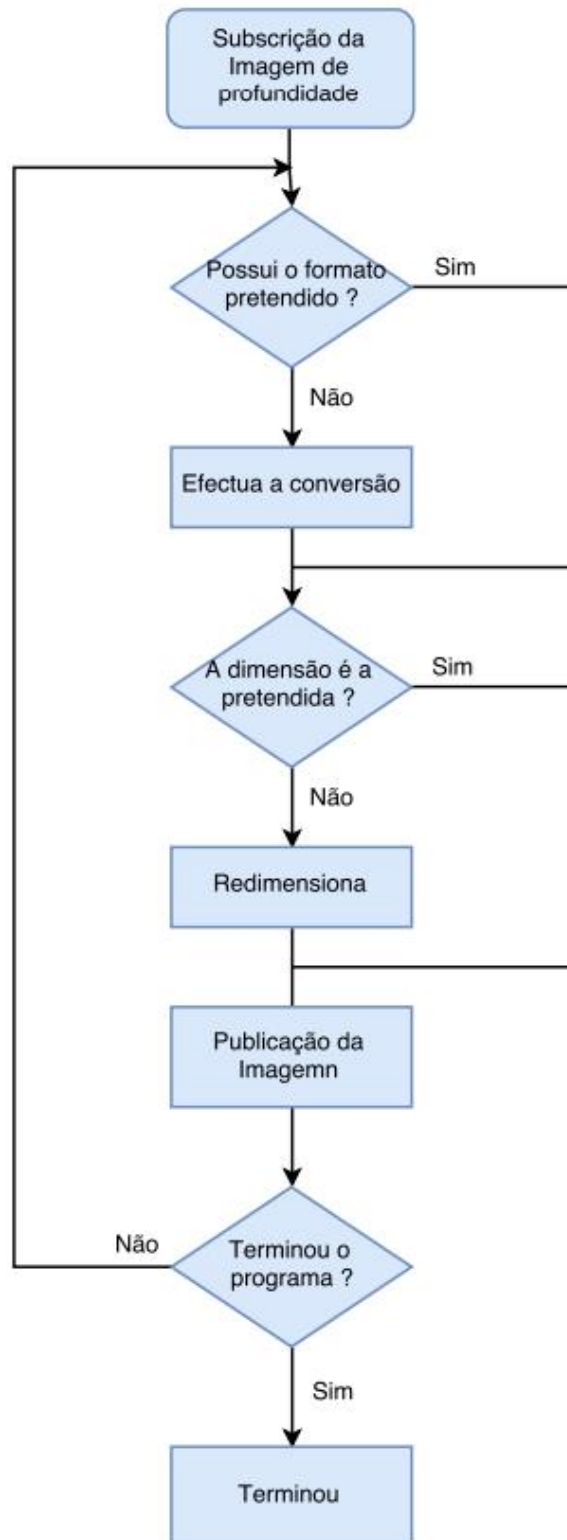 Subscrição da
Imagem de
profundidade
Possui o formato
pretendido ?
Sim
Não
Efectua a conversão
A dimensão é a
pretendida ?
Sim
Não
Redimensiona
Publicação da
Imagemn
Não
Terminou o
programa ?
Sim
Terminou